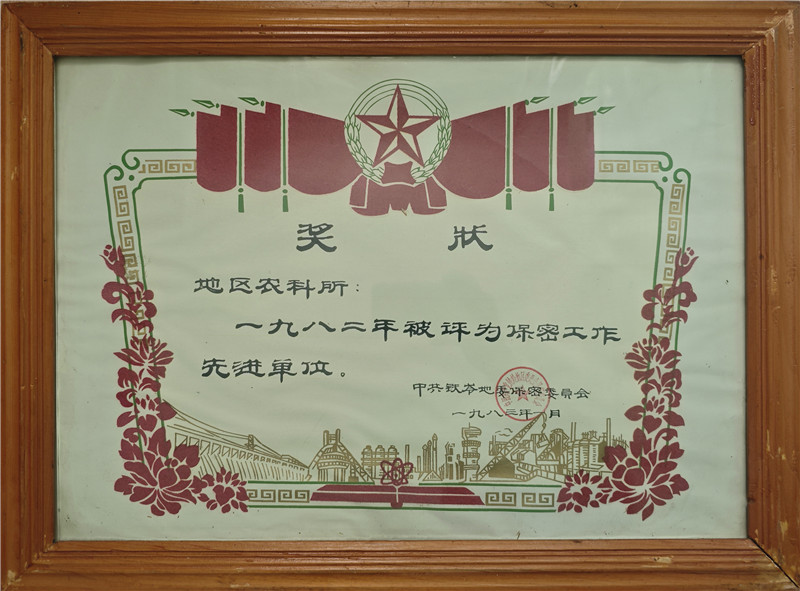 奖 状
地区农科所：
一九八二年被评为保密工作
先进单位。
中共铁岭地委保密委员会
一九八三年一月